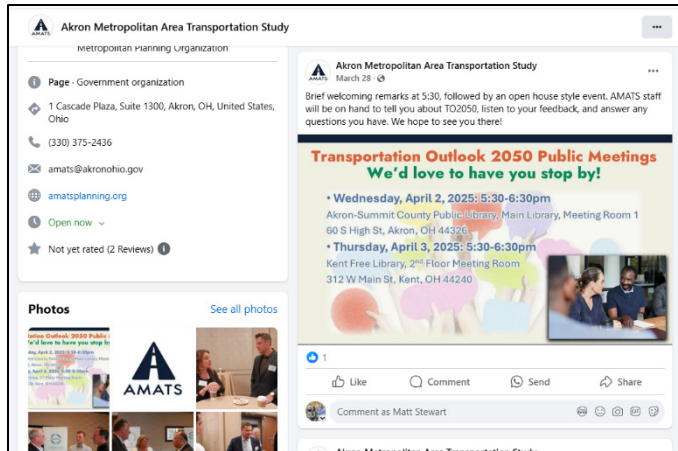 Akron Metropolitan Area Transportation Study
Metropolitan Planning Organization
Page · Government organization
1 Cascade Plaza, Suite 1300, Akron, OH, United States,
Ohio
(330) 375-2436
amats@akronohio.gov
amatsplanning.org
Open now
Not yet rated (2 Reviews)
Photos
See all photos
AMATS
Akron Metropolitan Area Transportation Study
March 28 ·
Brief welcoming remarks at 5:30, followed by an open house style event. AMATS staff
will be on hand to tell you about TO2050, listen to your feedback, and answer any
questions you have. We hope to see you there!
Transportation Outlook 2050 Public Meetings
We'd love to have you stop by!
• Wednesday, April 2, 2025: 5:30-6:30pm
Akron-Summit County Public Library, Main Library, Meeting Room 1
60 S High St, Akron, OH 44326
• Thursday, April 3, 2025: 5:30-6:30pm
Kent Free Library, 2nd Floor Meeting Room
312 W Main St, Kent, OH 44240
1
Like
Comment
Send
Share
Comment as Matt Stewart
Akron Metropolitan Area Transportation Study